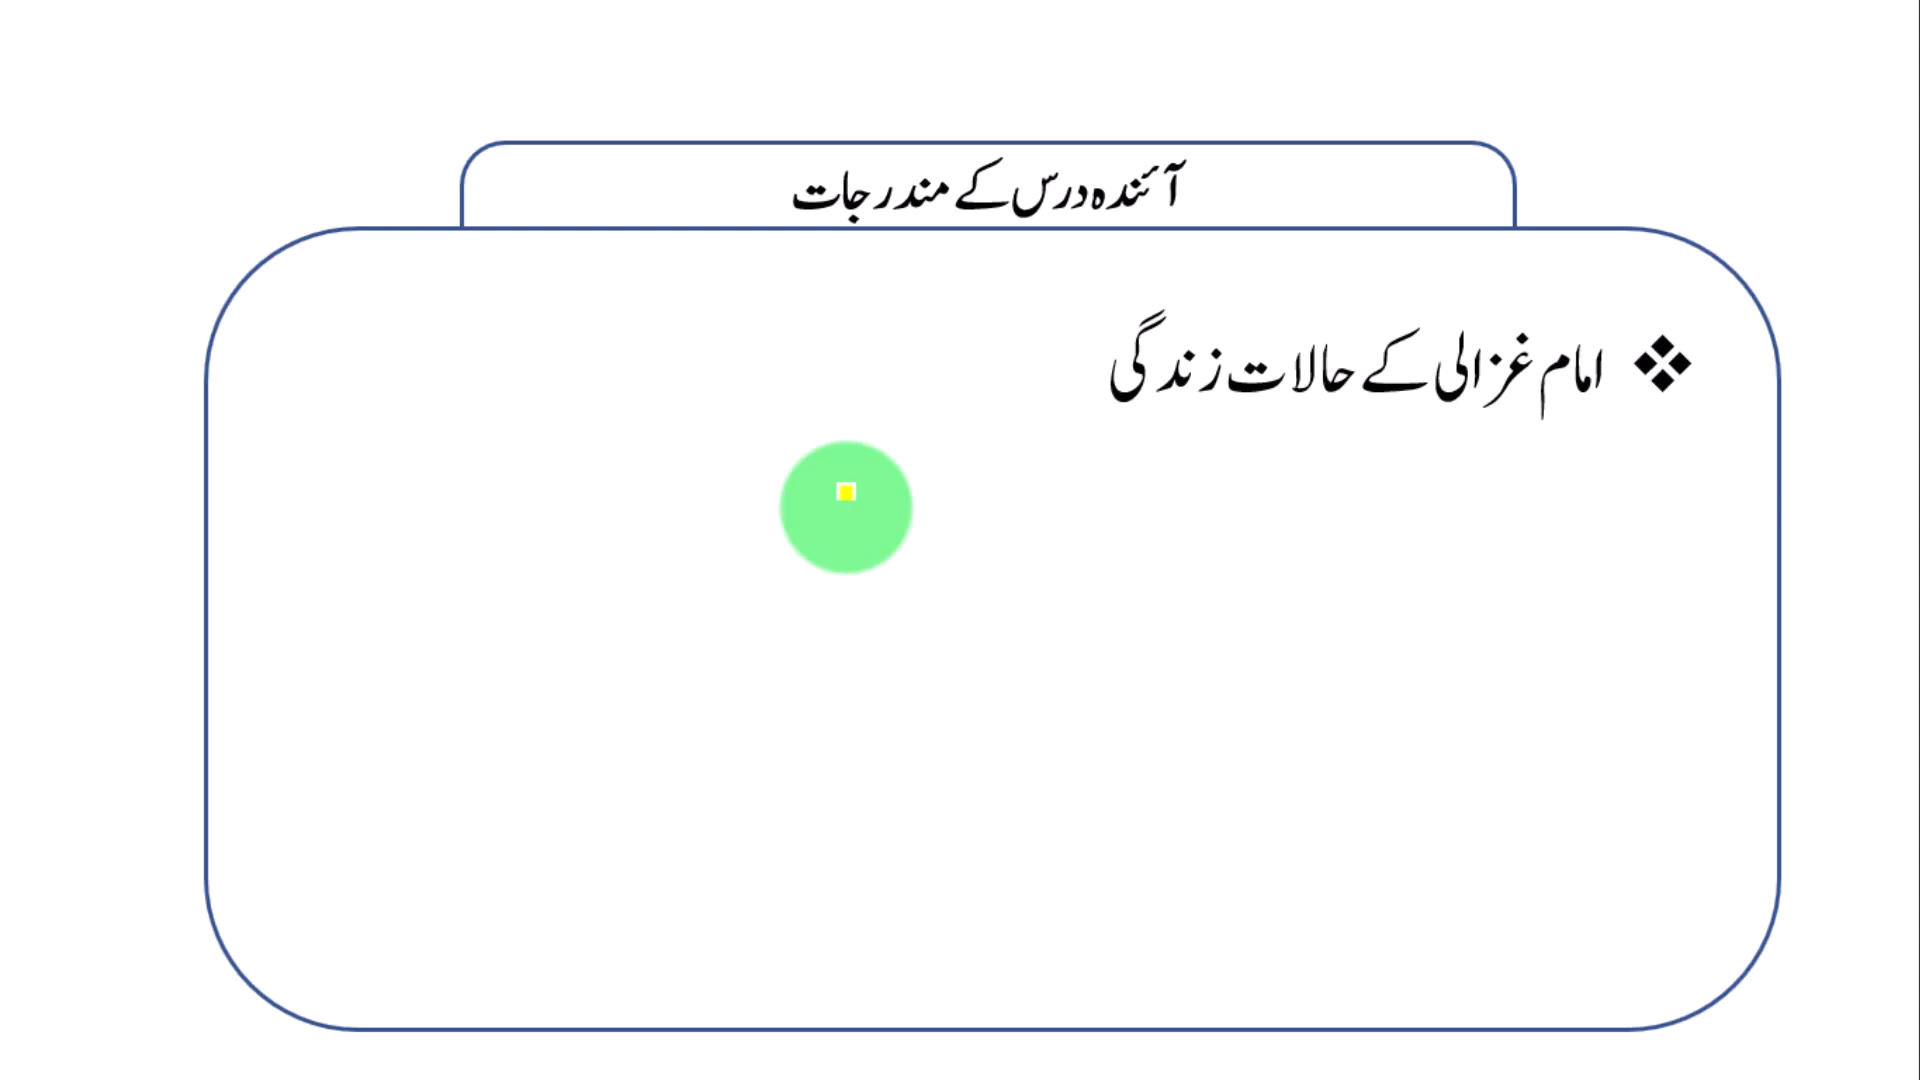 آئندہ درس کے مندرجات
❖ امام غزالی کے حالات زندگی